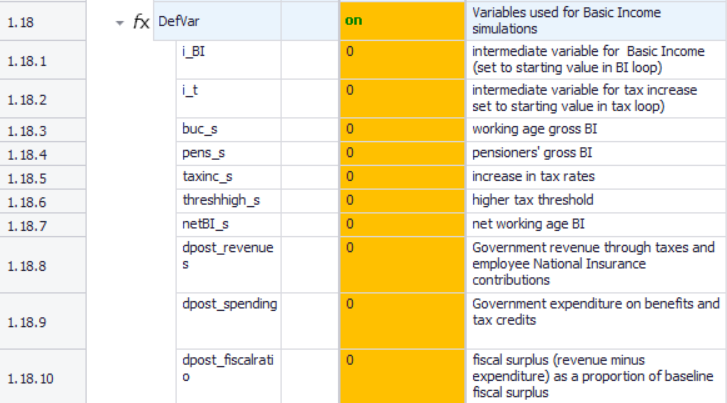 1.18 fx DefVar on Variables used for Basic Income
simulations
1.18.1 i_BI 0 intermediate variable for Basic Income
(set to starting value in BI loop)
1.18.2 i_t 0 intermediate variable for tax increase
set to starting value in tax loop)
1.18.3 buc_s 0 working age gross BI
1.18.4 pens_s 0 pensioners' gross BI
1.18.5 taxinc_s 0 increase in tax rates
1.18.6 threshhigh_s 0 higher tax threshold
1.18.7 netBI_s 0 net working age BI
1.18.8 dpost_revenue 0 Government revenue through taxes and
s employee National Insurance
contributions
1.18.9 dpost_spending 0 Government expenditure on benefits and
tax credits
1.18.10 dpost_fiscalrati 0 fiscal surplus (revenue minus
o expenditure) as a proportion of baseline
fiscal surplus